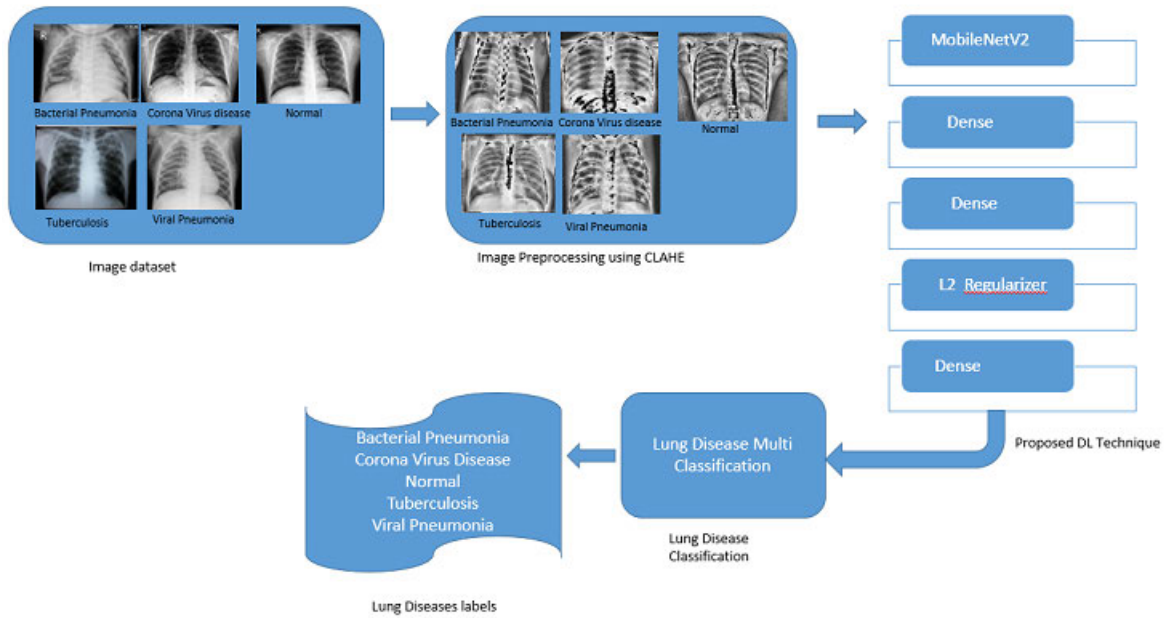 Bacterial Pneumonia
Corona Virus disease
Normal
Tuberculosis
Viral Pneumonia
Image dataset
Bacterial Pneumonia
Corona Virus disease
Normal
Tuberculosis
Viral Pneumonia
Image Preprocessing using CLAHE
MobileNetV2
Dense
Dense
L2 Regularizer
Dense
Proposed DL Technique
Lung Disease Multi
Classification
Lung Disease
Classification
Bacterial Pneumonia
Corona Virus Disease
Normal
Tuberculosis
Viral Pneumonia
Lung Diseases labels